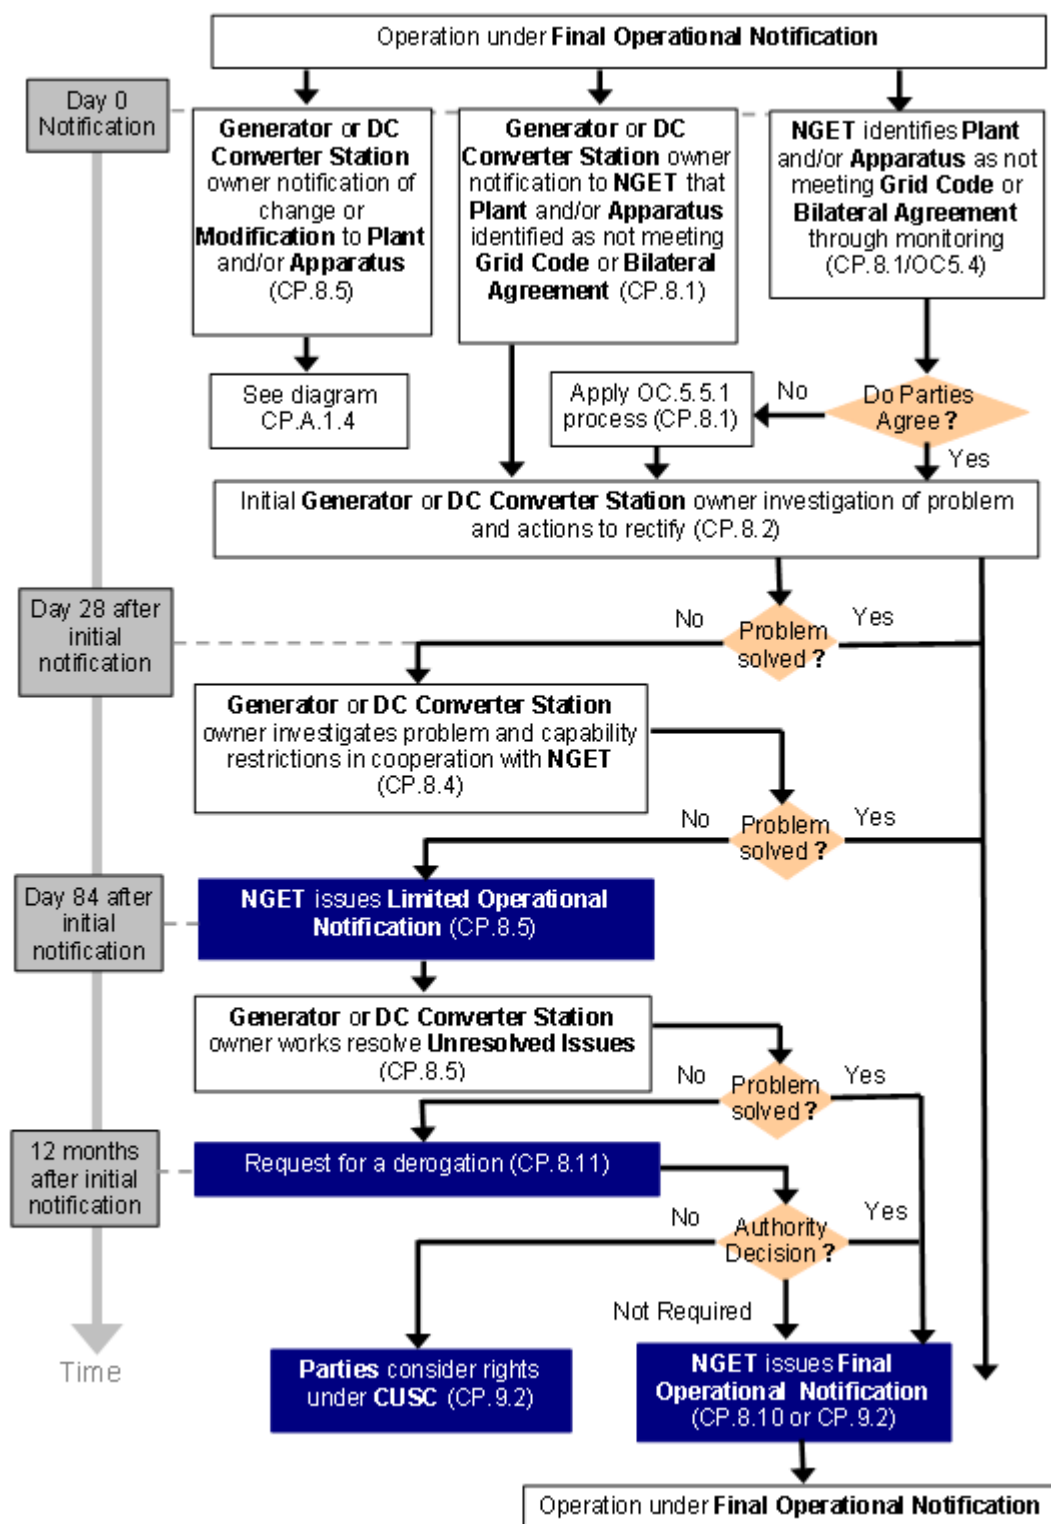 Operation under Final Operational Notification
Day 0
Notification
Generator or DC
Converter Station
owner notification of
change or
Modification to Plant
and/or Apparatus
(CP.8.5)
Generator or DC
Converter Station owner
notification to NGET that
Plant and/or Apparatus
identified as not meeting
Grid Code or Bilateral
Agreement (CP.8.1)
NGET identifies Plant
and/or Apparatus as not
meeting Grid Code or
Bilateral Agreement
through monitoring
(CP.8.1/OC5.4)
See diagram
CP.A.1.4
Apply OC.5.5.1
process (CP.8.1)
No
Do Parties
Agree ?
Yes
Initial Generator or DC Converter Station owner investigation of problem
and actions to rectify (CP.8.2)
Day 28 after
initial
notification
No
Problem
solved ?
Yes
Generator or DC Converter Station
owner investigates problem and capability
restrictions in cooperation with NGET
(CP.8.4)
No
Problem
solved ?
Yes
Day 84 after
initial
notification
NGET issues Limited Operational
Notification (CP.8.5)
Generator or DC Converter Station
owner works resolve Unresolved Issues
(CP.8.5)
No
Problem
solved ?
Yes
12 months
after initial
notification
Request for a derogation (CP.8.11)
No
Authority
Decision ?
Yes
Not Required
Time
Parties consider rights
under CUSC (CP.9.2)
NGET issues Final
Operational Notification
(CP.8.10 or CP.9.2)
Operation under Final Operational Notification